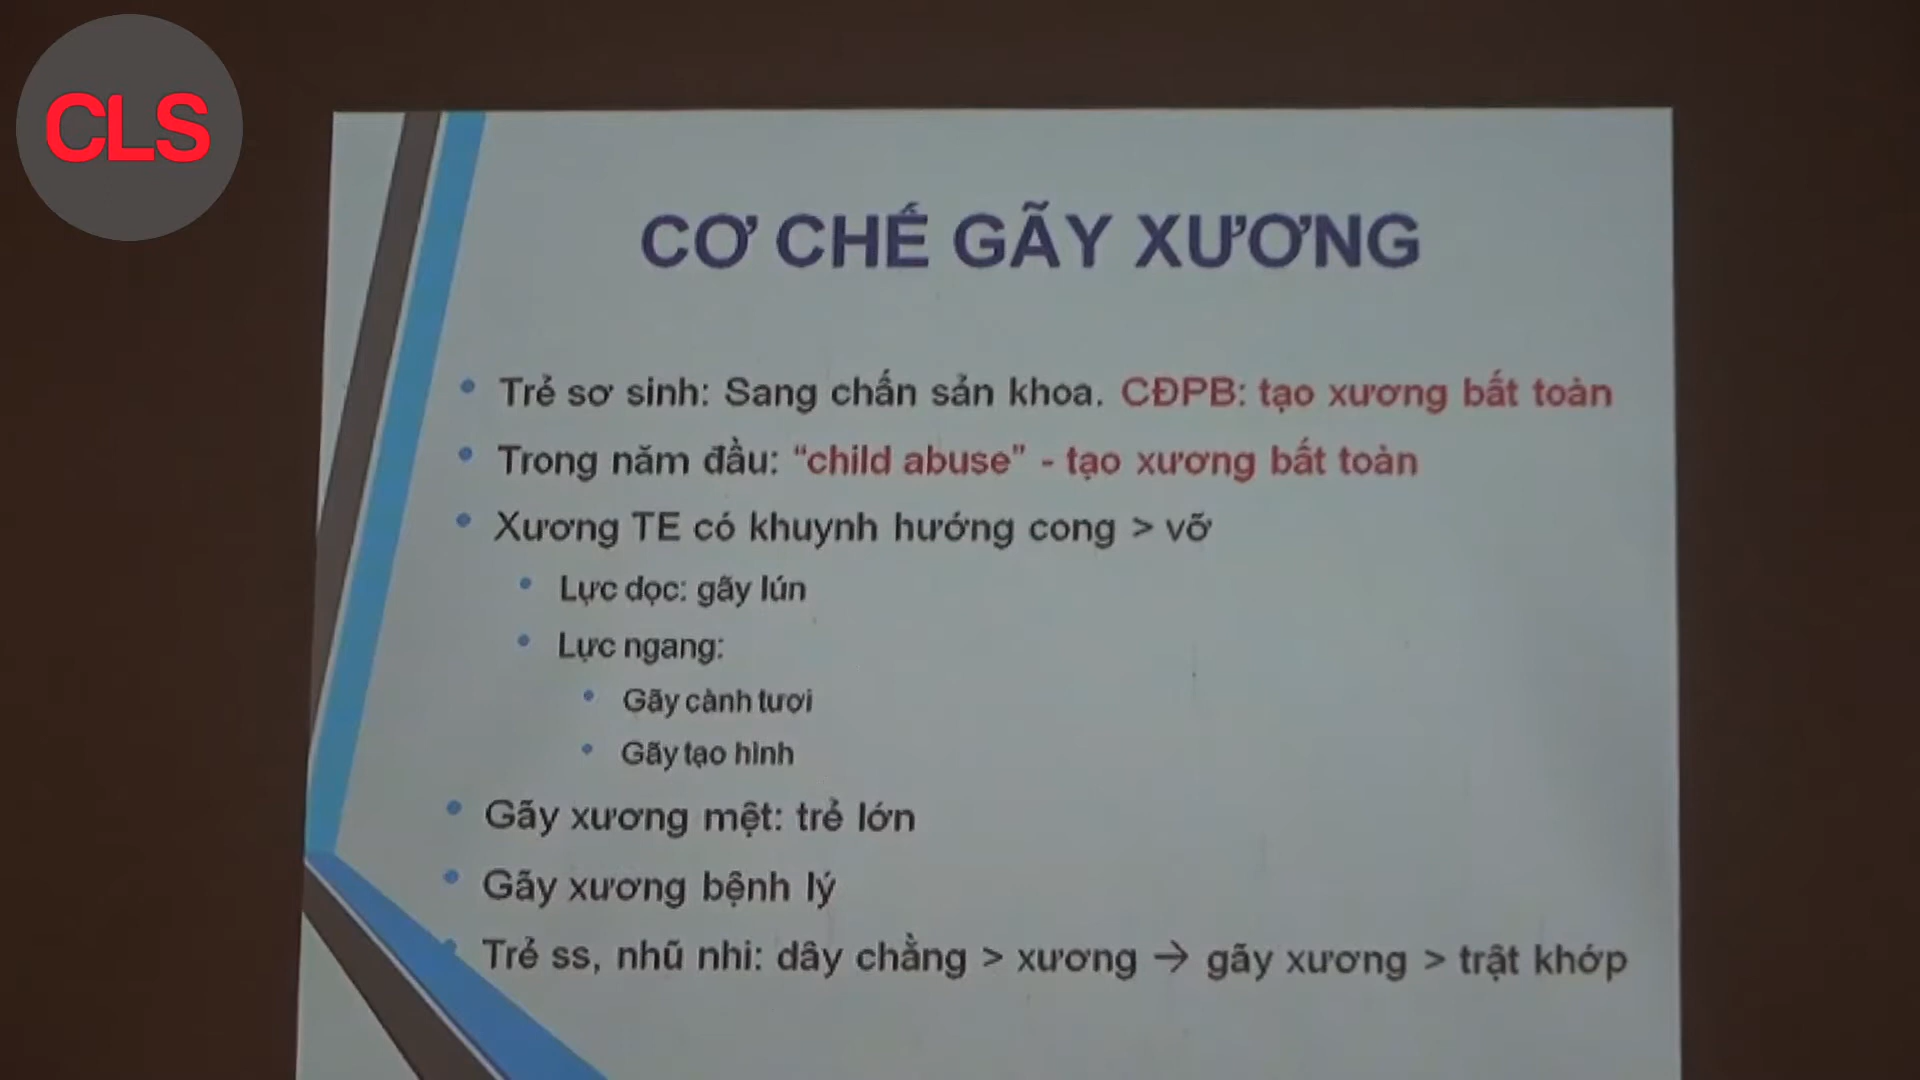 CLS
CƠ CHẾ GÃY XƯƠNG
• Trẻ sơ sinh: Sang chấn sản khoa. CĐPB: tạo xương bất toàn
• Trong năm đầu: “child abuse” - tạo xương bất toàn
• Xương TE có khuynh hướng cong > vỡ
• Lực dọc: gãy lún
• Lực ngang:
• Gãy cành tươi
• Gãy tạo hình
• Gãy xương mệt: trẻ lớn
• Gãy xương bệnh lý
• Trẻ ss, nhũ nhi: dây chằng > xương → gãy xương > trật khớp